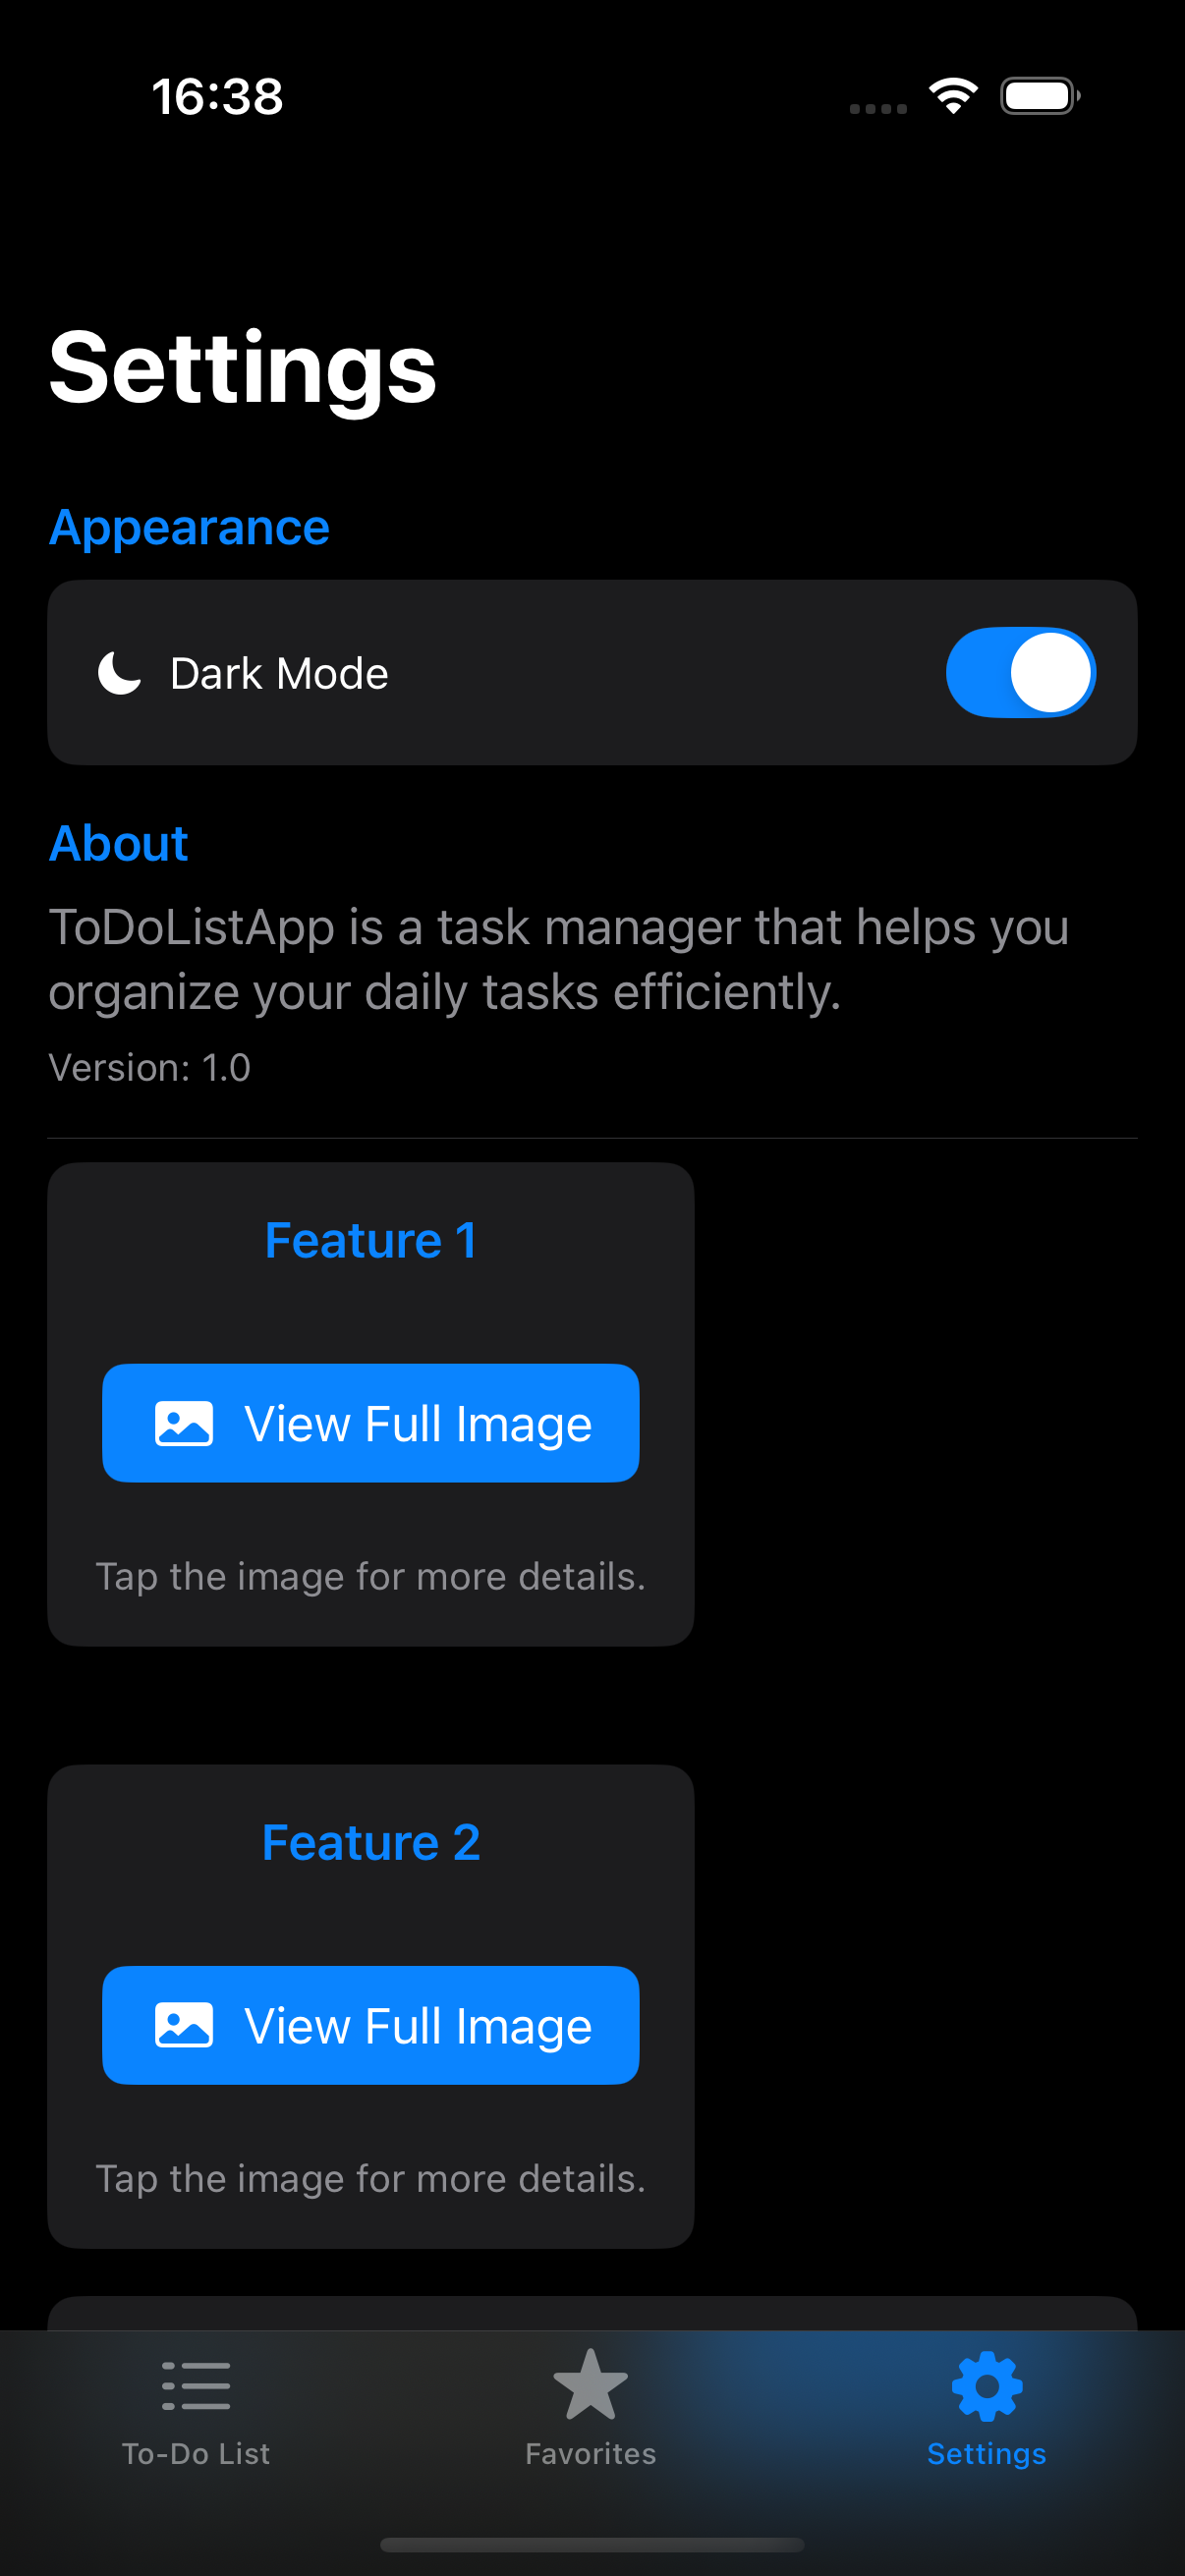 16:38
Settings
Appearance
Dark Mode
About
ToDoListApp is a task manager that helps you
organize your daily tasks efficiently.
Version: 1.0
Feature 1
View Full Image
Tap the image for more details.
Feature 2
View Full Image
Tap the image for more details.
To-Do List
Favorites
Settings